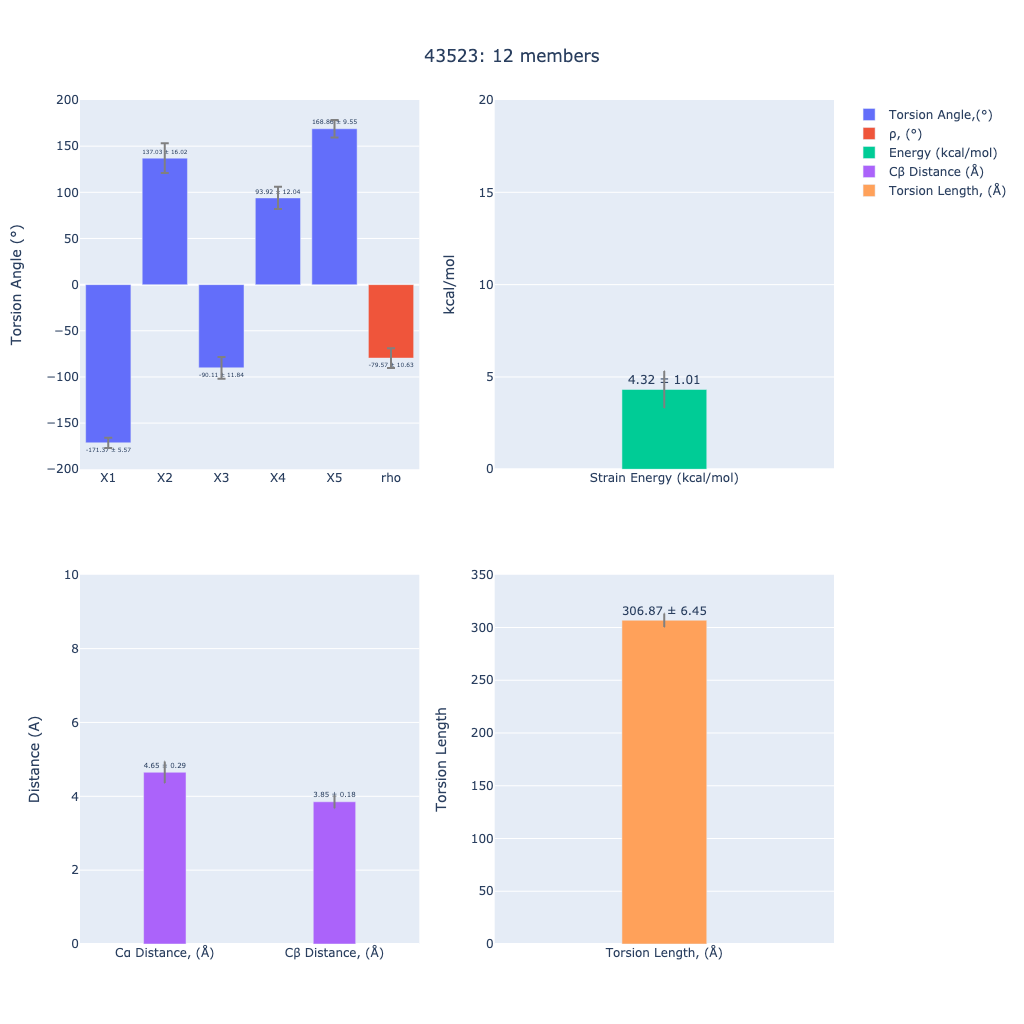 43523: 12 members
Torsion Angle (°)
200
150
100
50
0
−50
−100
−150
−200
-171.37 ± 5.57
137.03 ± 16.02
-90.11 ± 11.84
93.92 ± 12.04
± 9.55
-79.57 ± 10.63
X1 X2 X3 X4 X5 rho
kcal/mol
20
15
10
5
0
4.32 ± 1.01
Strain Energy (kcal/mol)
Torsion Angle,(°)
ρ, (°)
Energy (kcal/mol)
Cβ Distance (Å)
Torsion Length, (Å)
Distance (A)
10
8
6
4
2
0
4.65 ± 0.29
3.85 ± 0.18
Cα Distance, (Å) Cβ Distance, (Å)
Torsion Length
350
300
250
200
150
100
50
0
306.87 ± 6.45
Torsion Length, (Å)